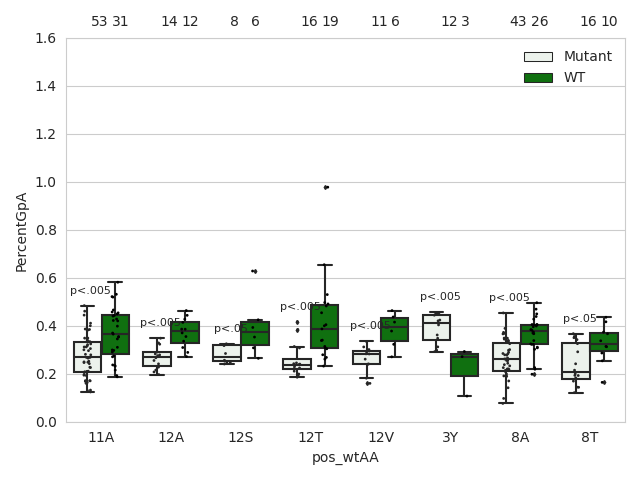 53 31 14 12 8 6 16 19 11 6 12 3 43 26 16 10
1.6
Mutant
WT
1.4
1.2
1.0
0.8
0.6
0.4
0.2
0.0
PercentGpA
p<.005
p<.005
p<.05
p<.005
p<.005
p<.005
p<.005
p<.05
11A 12A 12S 12T 12V 3Y 8A 8T
pos_wtAA